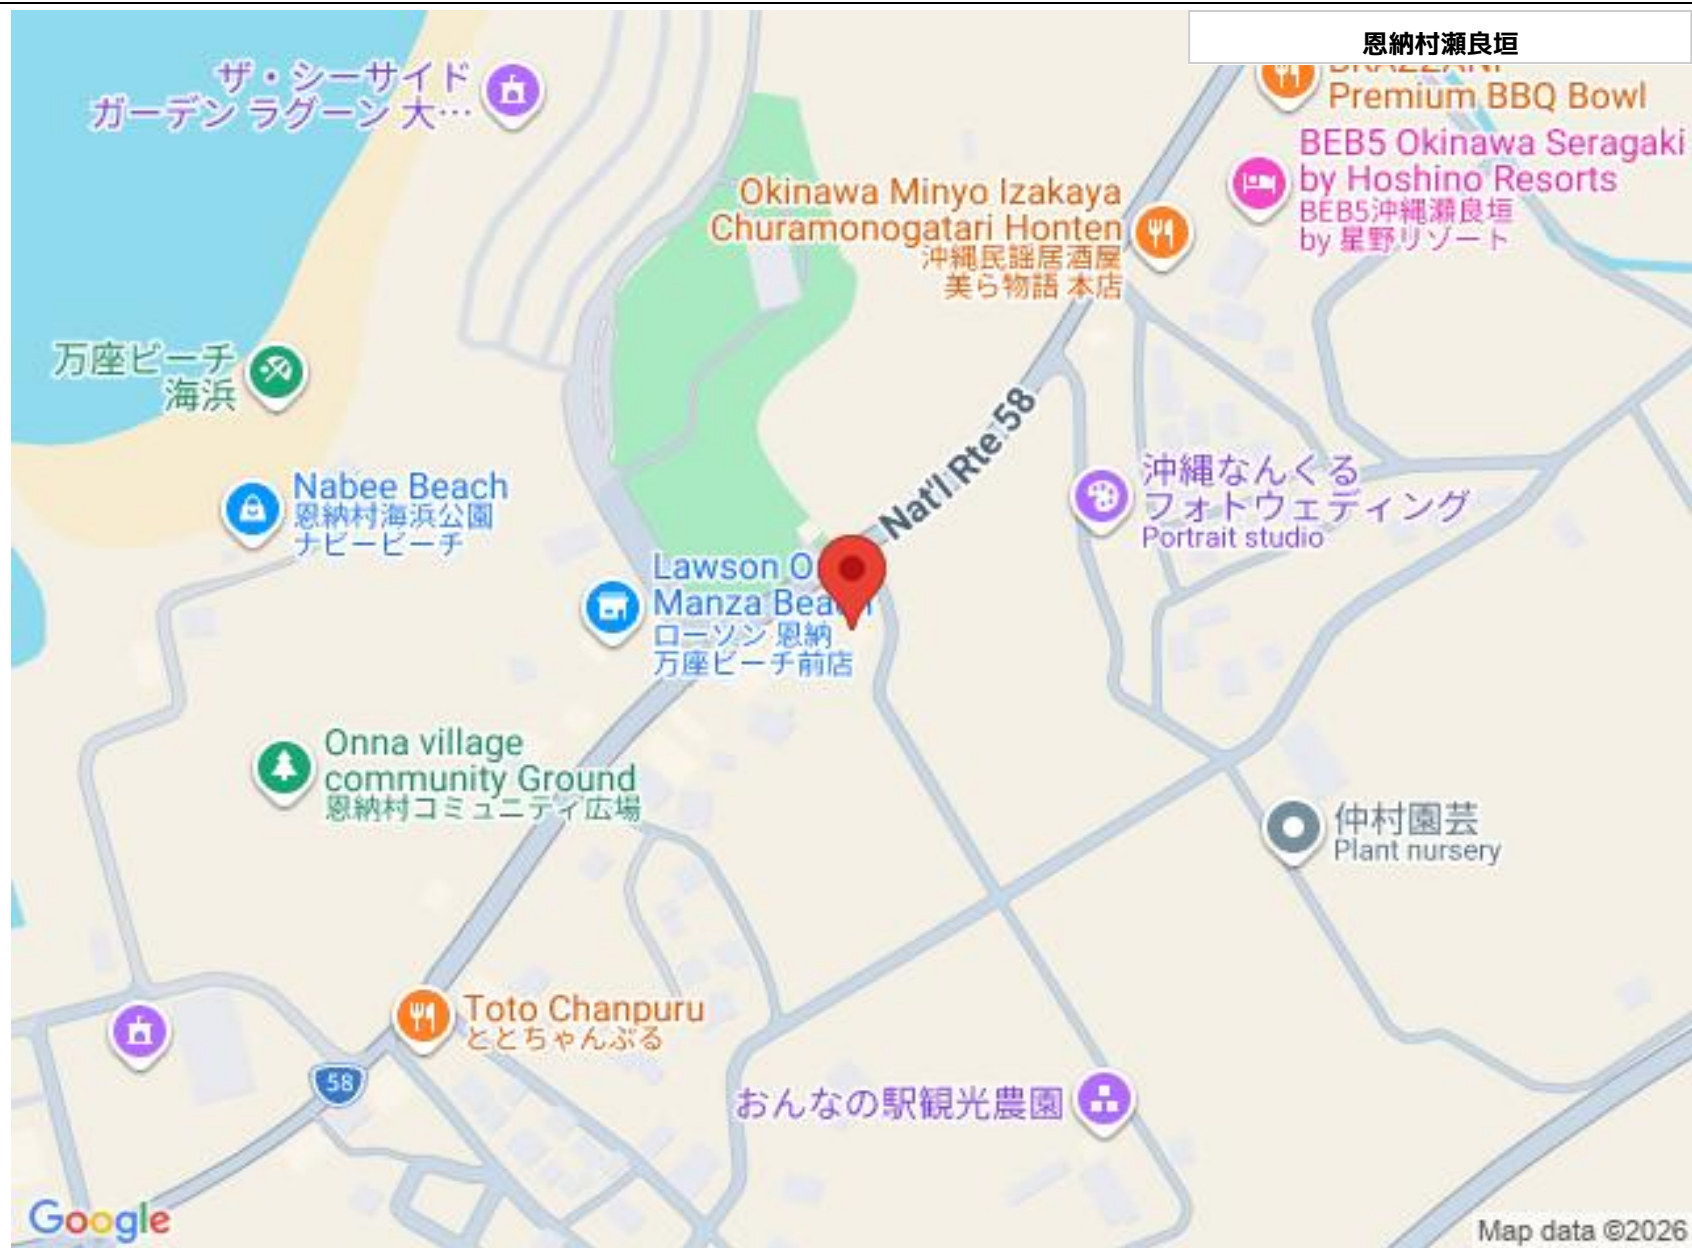 恩納村瀬良垣
ザ・シーサイド
ガーデン ラグーン 大…
Premium BBQ Bowl
BEB5 Okinawa Seragaki
by Hoshino Resorts
BEB5沖縄瀬良垣
by 星野リゾート
Okinawa Minyo Izakaya
Churamonogatari Honten
沖縄民謡居酒屋
美ら物語 本店
万座ビーチ
海浜
Nat'l Rte 58
Nabee Beach
恩納村海浜公園
ナビービーチ
沖縄なんくる
フォトウェディング
Portrait studio
Lawson O
Manza Beach
ローソン 恩納
万座ビーチ前店
Onna village
community Ground
恩納村コミュニティ広場
仲村園芸
Plant nursery
Toto Chanpuru
ととちゃんぷる
58
おんなの駅観光農園
Google
Map data ©2026